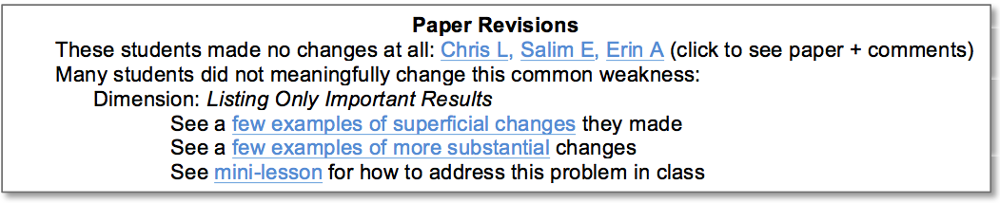 Paper Revisions
These students made no changes at all: Chris L, Salim E, Erin A (click to see paper + comments)
Many students did not meaningfully change this common weakness:
Dimension: Listing Only Important Results
See a few examples of superficial changes they made
See a few examples of more substantial changes
See mini-lesson for how to address this problem in class